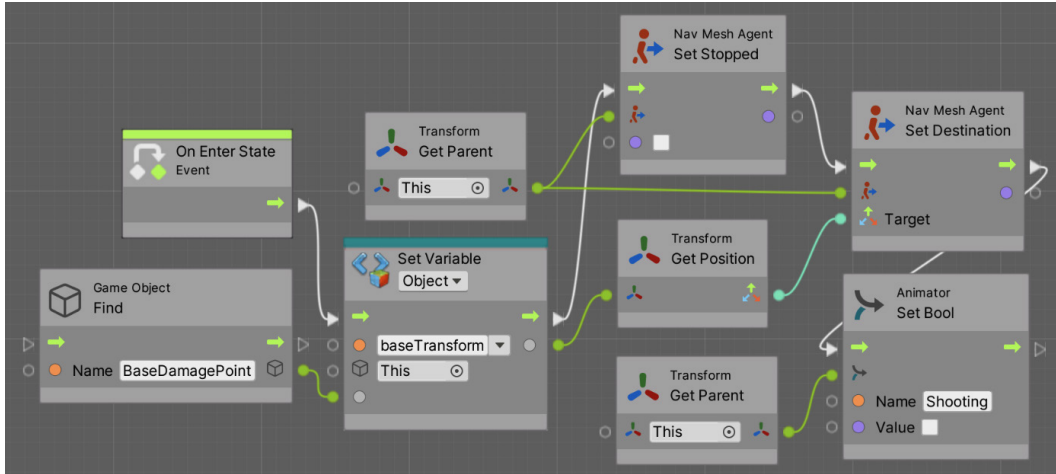 On Enter State
Event
Game Object
Find
Name BaseDamagePoint
Transform
Get Parent
This
Set Variable
Object
baseTransform
This
Nav Mesh Agent
Set Stopped
Transform
Get Position
Transform
Get Parent
This
Nav Mesh Agent
Set Destination
Target
Animator
Set Bool
Name Shooting
Value